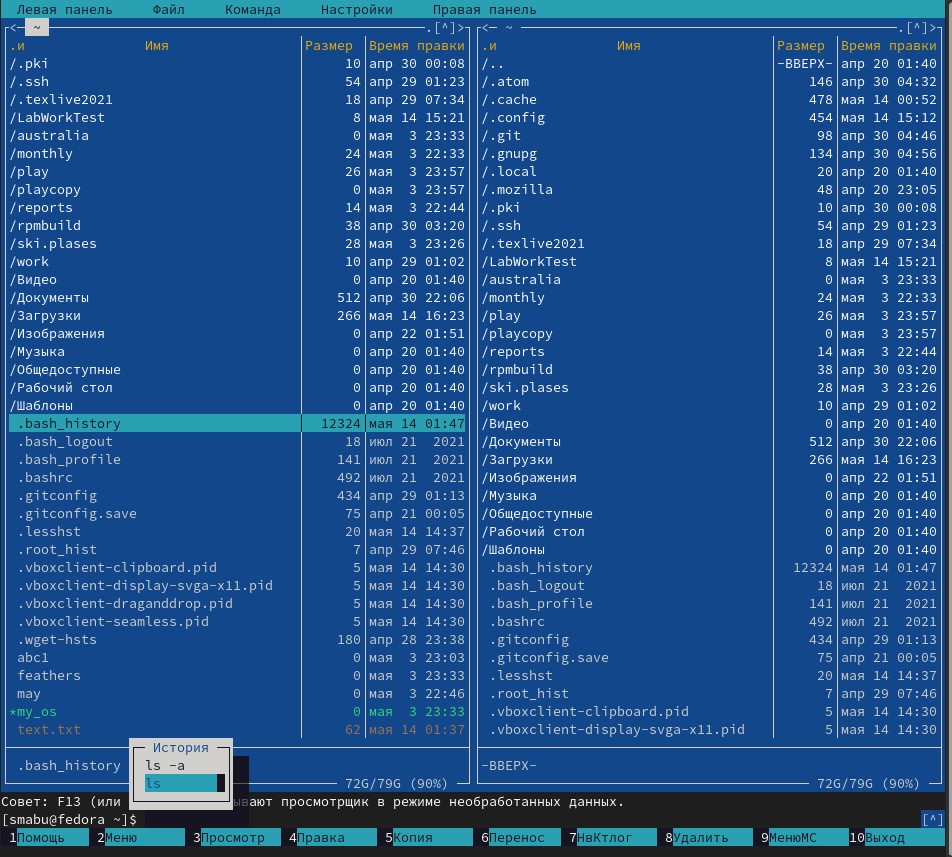 Левая панель Файл Команда Настройки Правая панель
<─ ~ .[^]>
.и Имя Размер Время правки
/.pki 10 апр 30 00:08
/.ssh 54 апр 29 01:23
/.texlive2021 18 апр 29 07:34
/LabWorkTest 8 мая 14 15:21
/australia 0 мая 3 23:33
/monthly 24 мая 3 22:33
/play 26 мая 3 23:57
/playcopy 0 мая 3 23:57
/reports 14 мая 3 22:44
/rpmbuild 38 апр 30 03:20
/ski.plases 28 мая 3 23:26
/work 10 апр 29 01:02
/Видео 0 апр 20 01:40
/Документы 512 апр 30 22:06
/Загрузки 266 мая 14 16:23
/Изображения 0 апр 22 01:51
/Музыка 0 апр 20 01:40
/Общедоступные 0 апр 20 01:40
/Рабочий стол 0 апр 20 01:40
/Шаблоны 0 апр 20 01:40
.bash_history 12324 мая 14 01:47
.bash_logout 18 июл 21 2021
.bash_profile 141 июл 21 2021
.bashrc 492 июл 21 2021
.gitconfig 434 апр 29 01:13
.gitconfig.save 75 апр 21 00:05
.lesshst 20 мая 14 14:37
.root_hist 7 апр 29 07:46
.vboxclient-clipboard.pid 5 мая 14 14:30
.vboxclient-display-svga-x11.pid 5 мая 14 14:30
.vboxclient-draganddrop.pid 5 мая 14 14:30
.vboxclient-seamless.pid 5 мая 14 14:30
.wget-hsts 180 апр 28 23:38
abc1 0 мая 3 23:03
feathers 0 мая 3 23:33
may 0 мая 3 22:46
*my_os 0 мая 3 23:33
text.txt 62 мая 14 01:37
.bash_history
72G/79G (90%)
<─ ~ .[^]>
.и Имя Размер Время правки
/.. -ВВЕРХ- апр 20 01:40
/.atom 146 апр 30 04:32
/.cache 478 мая 14 00:52
/.config 454 мая 14 15:12
/.git 98 апр 30 04:46
/.gnupg 134 апр 30 04:56
/.local 20 апр 20 01:40
/.mozilla 48 апр 20 23:05
/.pki 10 апр 30 00:08
/.ssh 54 апр 29 01:23
/.texlive2021 18 апр 29 07:34
/LabWorkTest 8 мая 14 15:21
/australia 0 мая 3 23:33
/monthly 24 мая 3 22:33
/play 26 мая 3 23:57
/playcopy 0 мая 3 23:57
/reports 14 мая 3 22:44
/rpmbuild 38 апр 30 03:20
/ski.plases 28 мая 3 23:26
/work 10 апр 29 01:02
/Видео 0 апр 20 01:40
/Документы 512 апр 30 22:06
/Загрузки 266 мая 14 16:23
/Изображения 0 апр 22 01:51
/Музыка 0 апр 20 01:40
/Общедоступные 0 апр 20 01:40
/Рабочий стол 0 апр 20 01:40
/Шаблоны 0 апр 20 01:40
.bash_history 12324 мая 14 01:47
.bash_logout 18 июл 21 2021
.bash_profile 141 июл 21 2021
.bashrc 492 июл 21 2021
.gitconfig 434 апр 29 01:13
.gitconfig.save 75 апр 21 00:05
.lesshst 20 мая 14 14:37
.root_hist 7 апр 29 07:46
.vboxclient-clipboard.pid 5 мая 14 14:30
.vboxclient-display-svga-x11.pid 5 мая 14 14:30
-ВВЕРХ-
72G/79G (90%)
История
ls -a
ls
Совет: F13 (или ывают просмотрщик в режиме необработанных данных.
[smabu@fedora ~]$ [^]
1Помощь 2Меню 3Просмотр 4Правка 5Копия 6Перенос 7НвКтлог 8Удалить 9МенюMC 10Выход